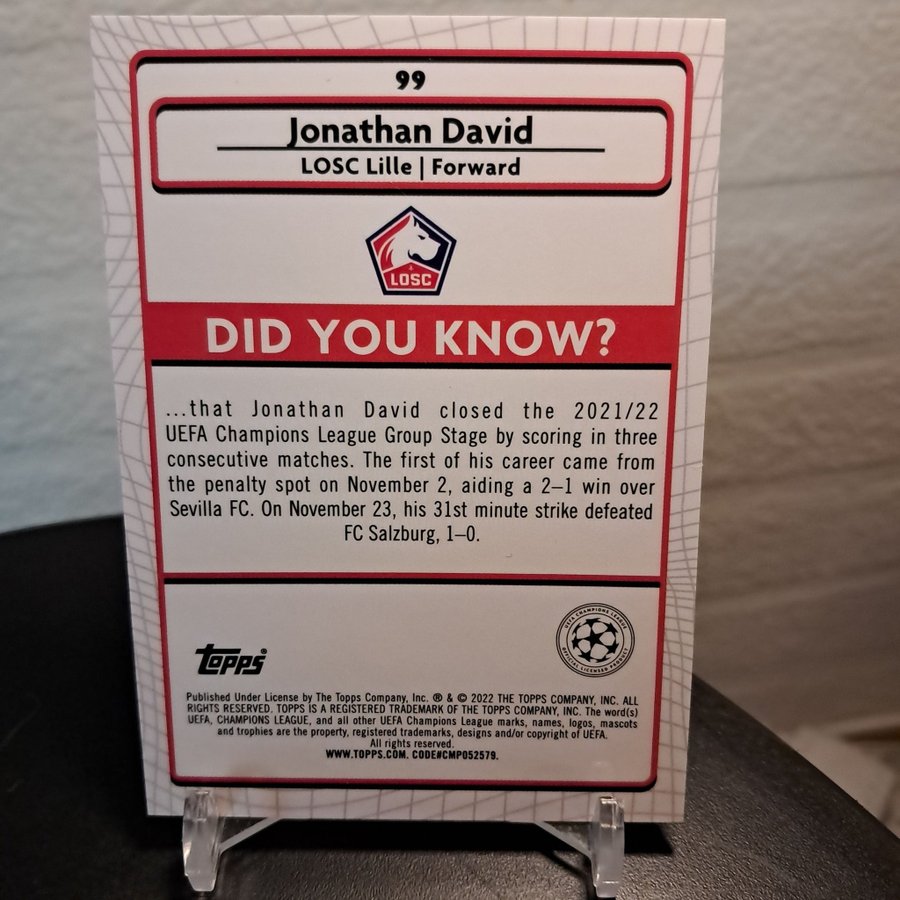 99
Jonathan David
LOSC Lille | Forward
LOSC
DID YOU KNOW?
...that Jonathan David closed the 2021/22
UEFA Champions League Group Stage by scoring in three
consecutive matches. The first of his career came from
the penalty spot on November 2, aiding a 2–1 win over
Sevilla FC. On November 23, his 31st minute strike defeated
FC Salzburg, 1–0.
topps®
UEFA CHAMPIONS LEAGUE
OFFICIAL LICENSED PRODUCT
Published Under License by The Topps Company, Inc. ® & © 2022 THE TOPPS COMPANY, INC. ALL
RIGHTS RESERVED. TOPPS IS A REGISTERED TRADEMARK OF THE TOPPS COMPANY, INC. The word(s)
UEFA, CHAMPIONS LEAGUE, and all other UEFA Champions League marks, names, logos, mascots
and trophies are the property, registered trademarks, designs and/or copyright of UEFA.
All rights reserved.
WWW.TOPPS.COM. CODE#CMP052579.